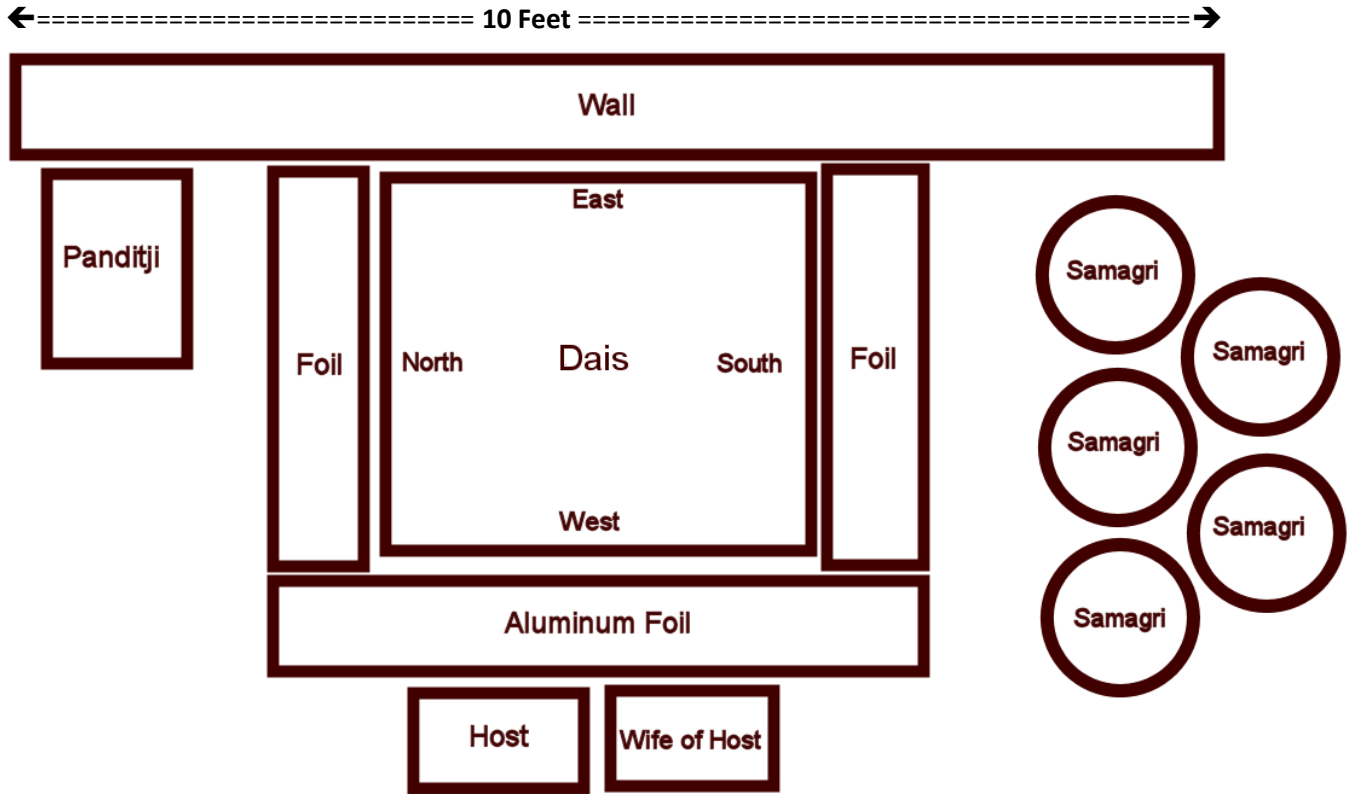 🡨============================ 10 Feet =======================================🡪
Wall
East
Panditji
Samagri
Samagri
Foil
North
Dais
South
Foil
Samagri
West
Samagri
Samagri
Aluminum Foil
Host
Wife of Host